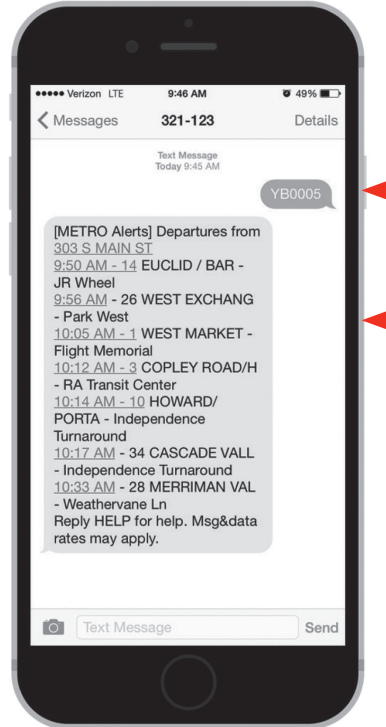 Verizon LTE 9:46 AM 49%
Messages 321-123 Details
Text Message
Today 9:45 AM
YB0005
[METRO Alerts] Departures from
303 S MAIN ST
9:50 AM - 14 EUCLID / BAR -
JR Wheel
9:56 AM - 26 WEST EXCHANG
- Park West
10:05 AM - 1 WEST MARKET -
Flight Memorial
10:12 AM - 3 COPLEY ROAD/H
- RA Transit Center
10:14 AM - 10 HOWARD/
PORTA - Independence
Turnaround
10:17 AM - 34 CASCADE VALL
- Independence Turnaround
10:33 AM - 28 MERRIMAN VAL
- Weathervane Ln
Reply HELP for help. Msg&data
rates may apply.
Text Message Send